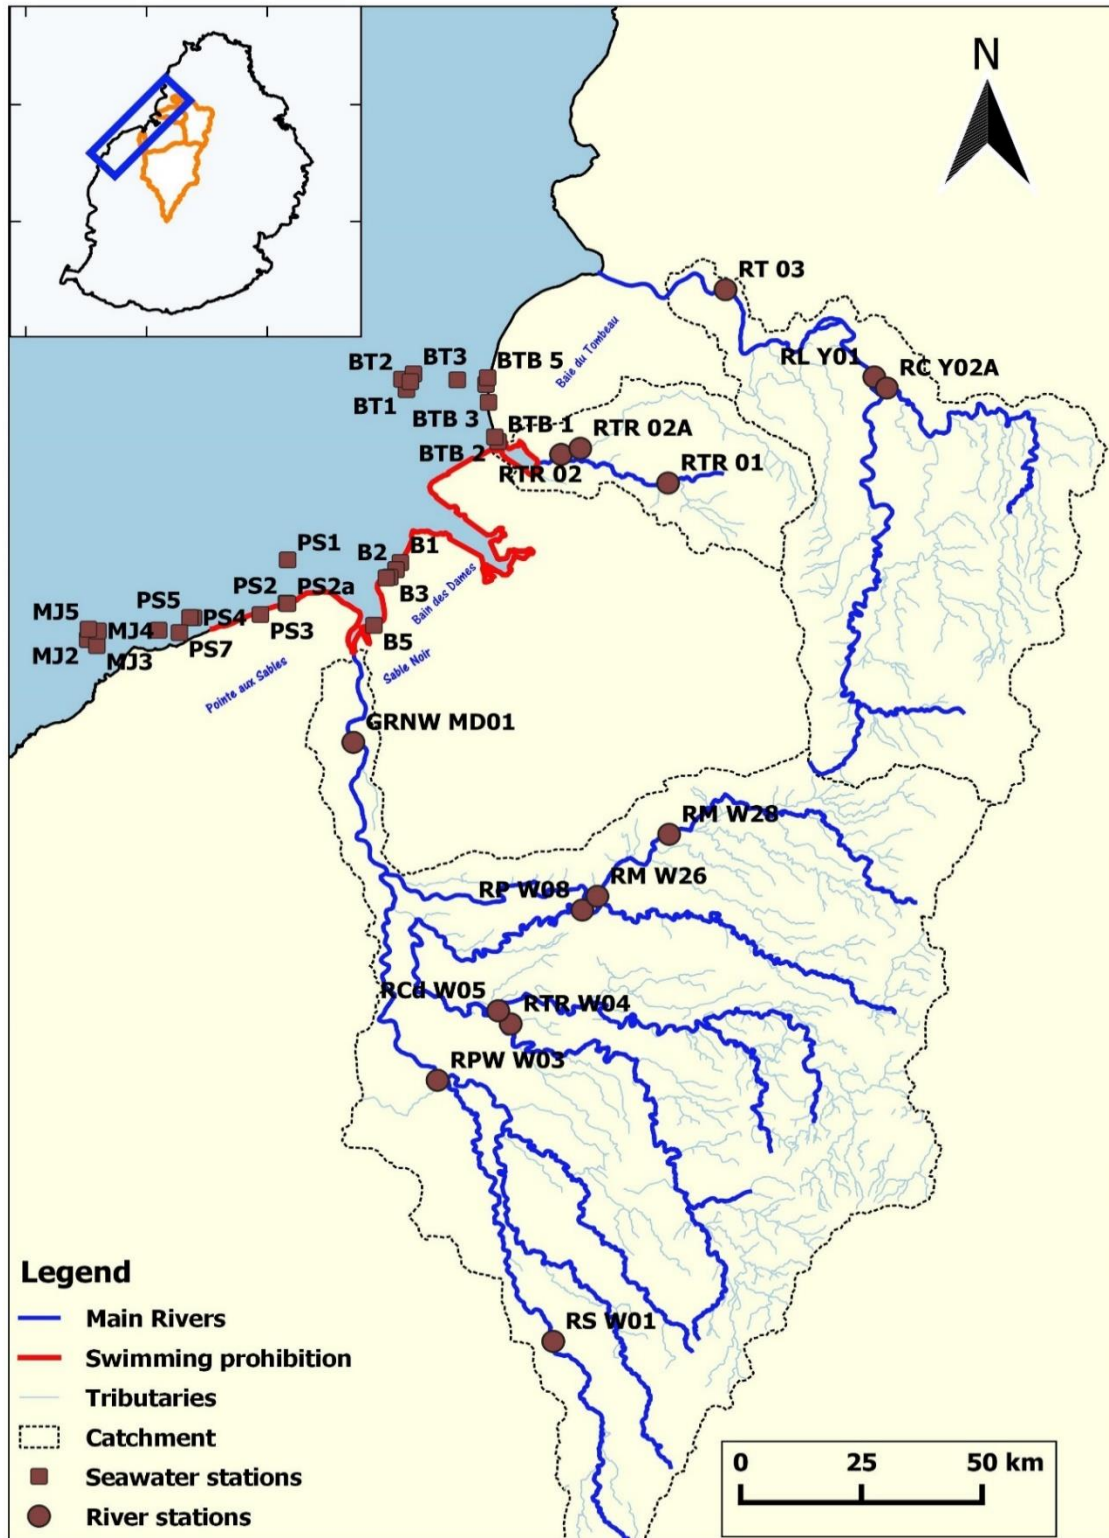 N
RT 03
Baie du Tombeau
BT2
BT3
BTB 5
RL Y01
RC Y02A
BT1
BTB 3
BTB 1
RTR 02A
BTB 2
RTR 02
RTR 01
PS1
B2
B1
Bain des Dames
PS2
PS2a
B3
MJ5
PS5
MJ4
PS4
PS3
B5
MJ2
MJ3
PS7
Sable Noir
Pointe aux Sables
GRNW MD01
RM W28
RP W08
RM W26
RCd W05
RTR W04
RPW W03
RS W01
Legend
Main Rivers
Swimming prohibition
Tributaries
Catchment
Seawater stations
River stations
0 25 50 km